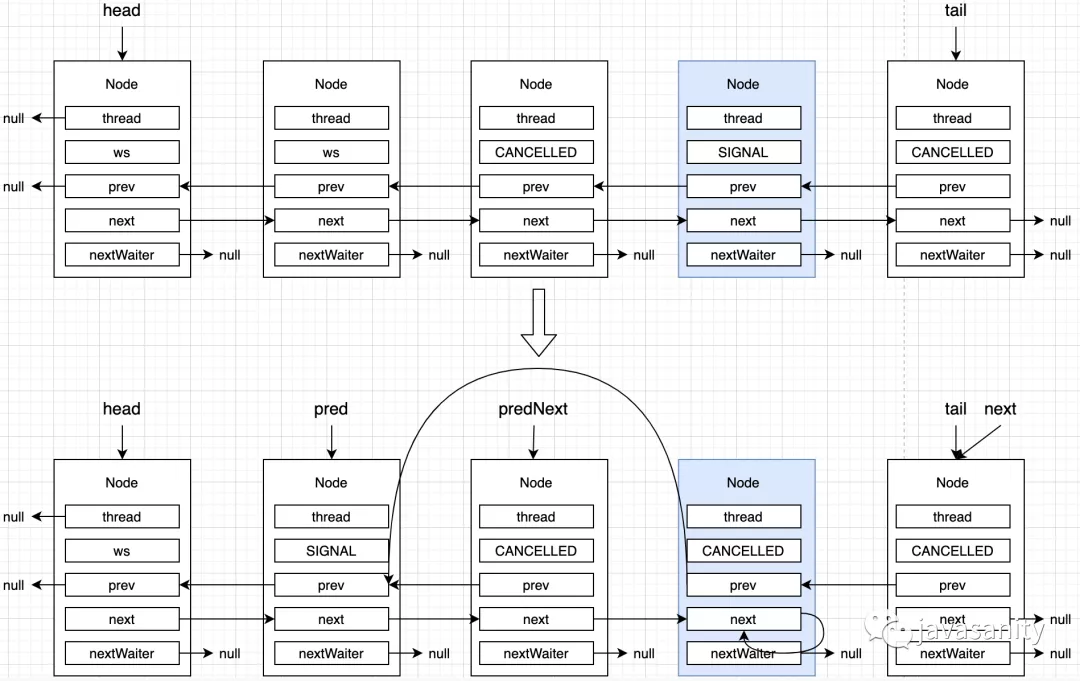 head tail
Node Node Node Node Node
null thread thread thread thread thread
ws ws CANCELLED SIGNAL CANCELLED
null prev prev prev prev prev
next next next next next null
nextWaiter null nextWaiter null nextWaiter null nextWaiter null nextWaiter null
head pred predNext tail next
Node Node Node Node Node
null thread thread thread thread thread
ws SIGNAL CANCELLED CANCELLED CANCELLED
null prev prev prev prev prev
next next next next next null
javasanity
nextWaiter null nextWaiter null nextWaiter null nextWaiter null nextWaiter null